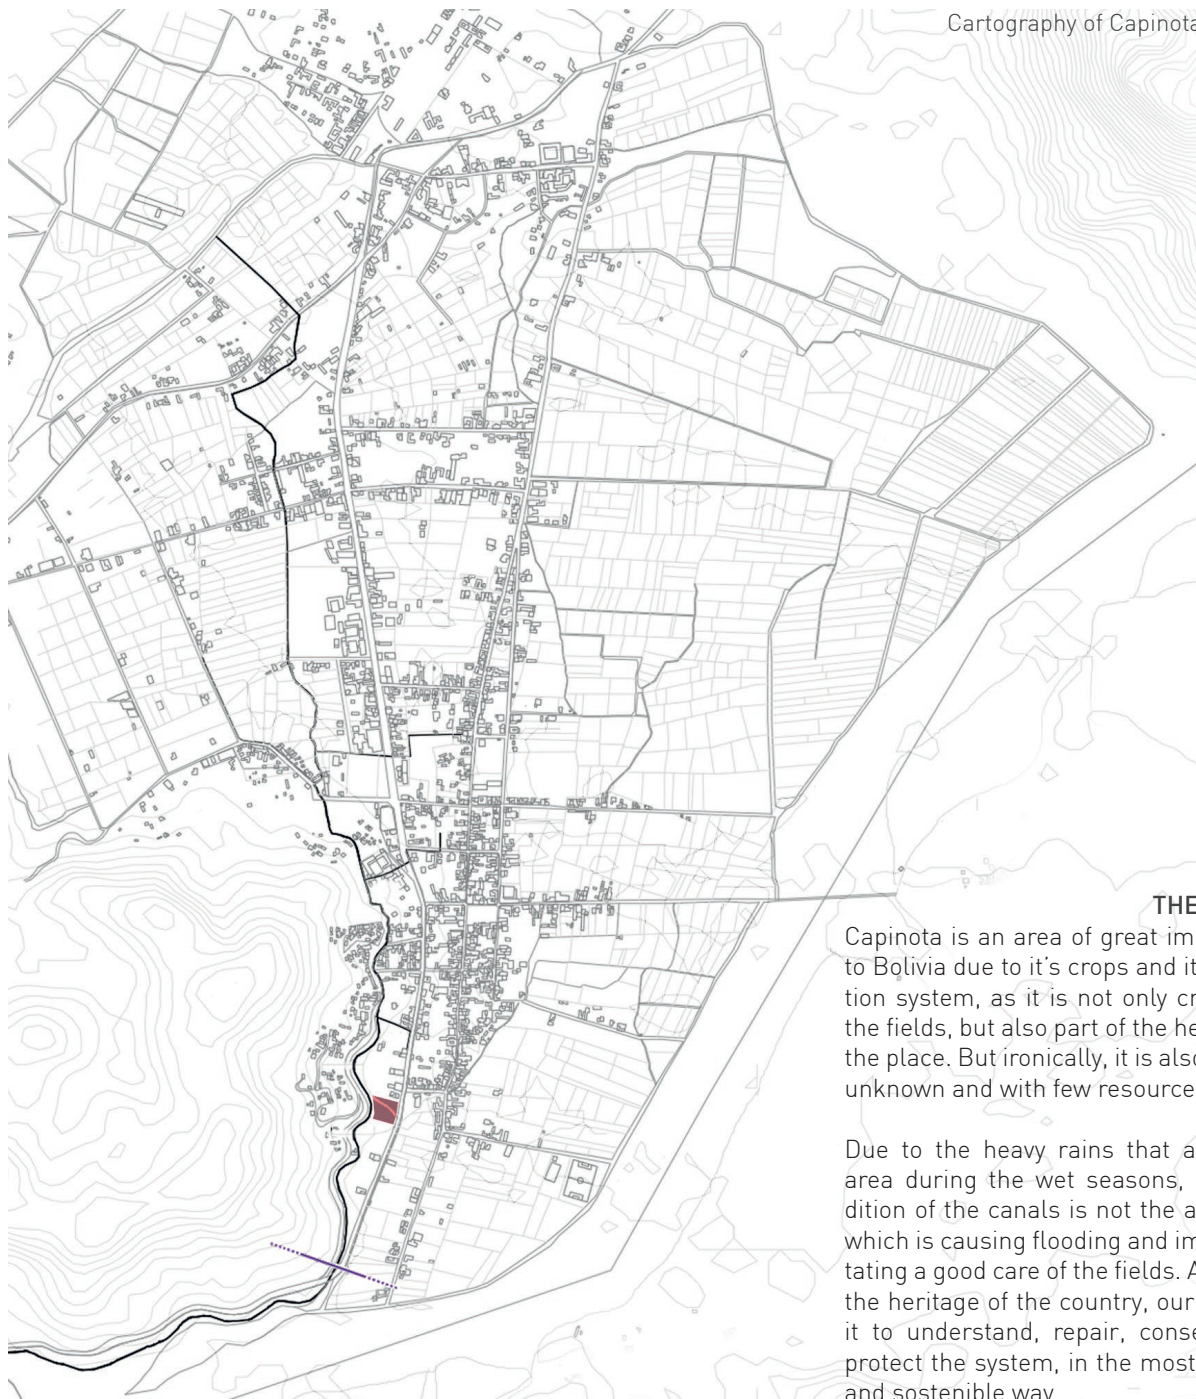 Cartography of Capinota
THE
Capinota is an area of great im
to Bolivia due to it's crops and it
tion system, as it is not only cr
the fields, but also part of the he
the place. But ironically, it is also
unknown and with few resource
Due to the heavy rains that a
area during the wet seasons,
dition of the canals is not the a
which is causing flooding and im
tating a good care of the fields. A
the heritage of the country, our
it to understand, repair, conse
protect the system, in the most
and sostenible way